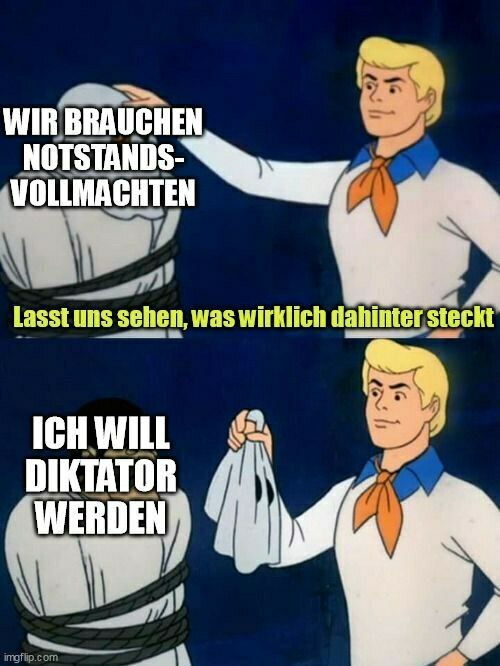 WIR BRAUCHEN
NOTSTANDS-
VOLLMACHTEN
Lasst uns sehen, was wirklich dahinter steckt
ICH WILL
DIKTATOR
WERDEN
imgflip.com